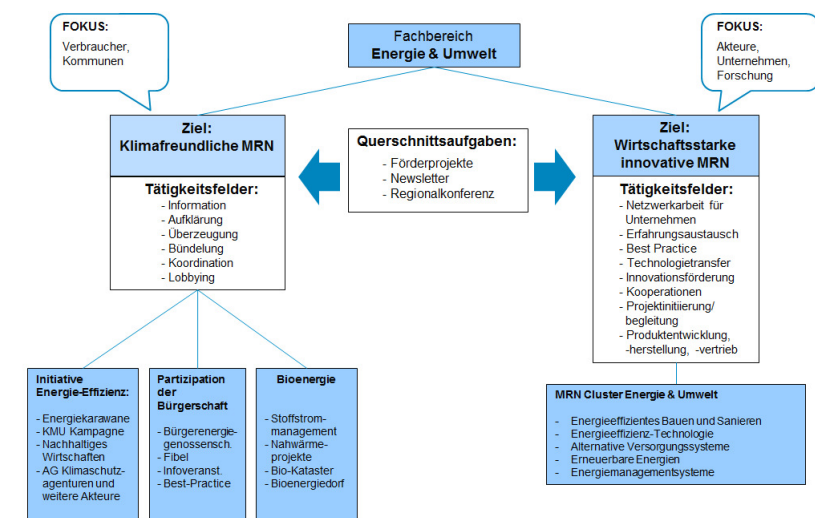 FOKUS:
Verbraucher,
Kommunen
Fachbereich
Energie & Umwelt
FOKUS:
Akteure,
Unternehmen,
Forschung
Ziel:
Klimafreundliche MRN
Tätigkeitsfelder:
- Information
- Aufklärung
- Überzeugung
- Bündelung
- Koordination
- Lobbying
Querschnittsaufgaben:
- Förderprojekte
- Newsletter
- Regionalkonferenz
Ziel:
Wirtschaftsstarke
innovative MRN
Tätigkeitsfelder:
- Netzwerkarbeit für
Unternehmen
- Erfahrungsaustausch
- Best Practice
- Technologietransfer
- Innovationsförderung
- Kooperationen
- Projektinitiierung/
begleitung
- Produktentwicklung,
-herstellung, -vertrieb
Initiative
Energie-Effizienz:
- Energiekarawane
- KMU Kampagne
- Nachhaltiges
Wirtschaften
- AG Klimaschutz-
agenturen und
weitere Akteure
Partizipation
der
Bürgerschaft
- Bürgerenergie-
genossensch.
- Fibel
- Infoveranst.
- Best-Practice
Bioenergie
- Stoffstrom-
management
- Nahwärme-
projekte
- Bio-Kataster
- Bioenergiedorf
MRN Cluster Energie & Umwelt
- Energieeffizientes Bauen und Sanieren
- Energieeffizienz-Technologie
- Alternative Versorgungssysteme
- Erneuerbare Energien
- Energiemanagementsysteme